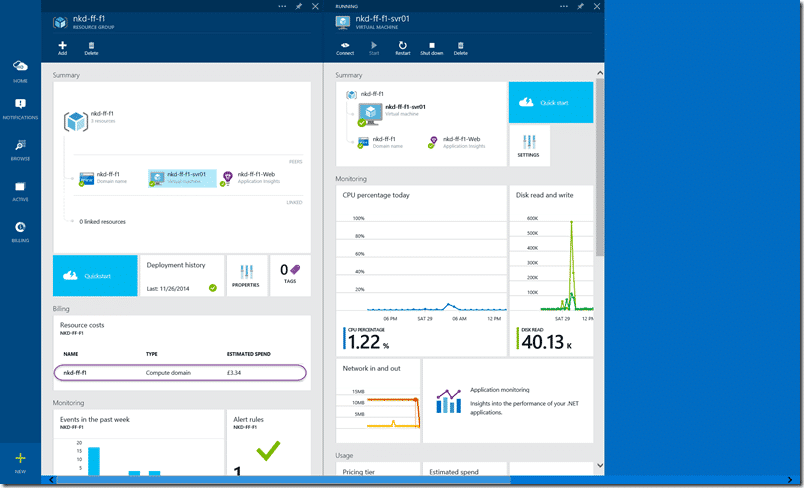 HOME
NOTIFICATIONS
BROWSE
ACTIVE
BILLING
NEW
nkd-ff-f1
RESOURCE GROUP
Add
Delete
Summary
nkd-ff-f1
3 resources
PEERS
nkd-ff-f1
Domain name
nkd-ff-f1-svr01
Virtual machine
nkd-ff-f1-Web
Application Insights
LINKED
0 linked resources
Quickstart
Deployment history
Last: 11/26/2014
PROPERTIES
0
TAGS
Billing
Resource costs
NKD-FF-F1
NAME TYPE ESTIMATED SPEND
nkd-ff-f1 Compute domain £3.34
Monitoring
Events in the past week
NKD-FF-F1
20
15
10
5
Alert rules
NKD-FF-F1
1
RUNNING
nkd-ff-f1-svr01
VIRTUAL MACHINE
Connect
Start
Restart
Shut down
Delete
Summary
nkd-ff-f1
nkd-ff-f1-svr01
Virtual machine
nkd-ff-f1
Domain name
nkd-ff-f1-Web
Application Insights
Quick start
SETTINGS
Monitoring
CPU percentage today
100%
80%
60%
40%
20%
06 PM SAT 29 06 AM 12 PM
CPU PERCENTAGE
1.22 %
Disk read and write
600K
500K
400K
300K
200K
100K
SAT 29 12 P
DISK READ
40.13 K
Network in and out
15MB
10MB
5MB
Application monitoring
Insights into the performance of your .NET
applications.
Usage
Pricing tier
Estimated spend